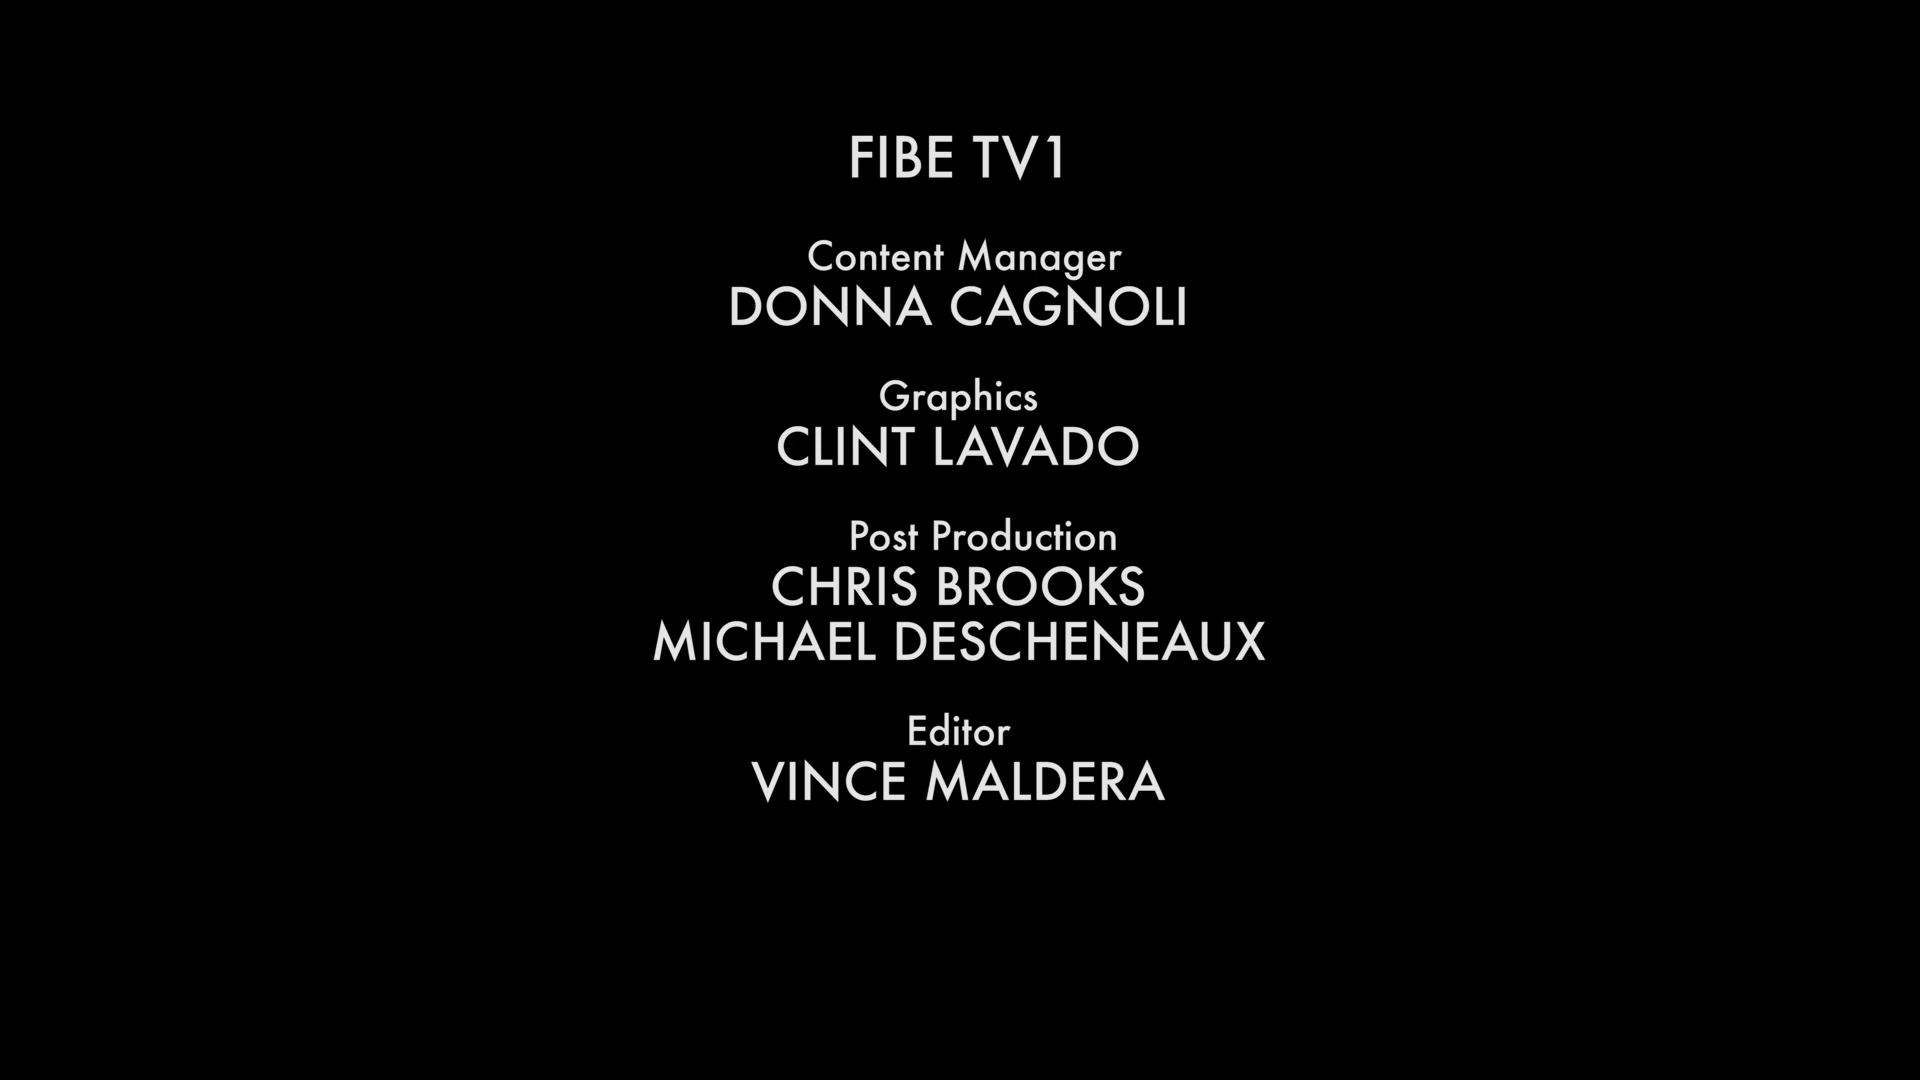 FIBE TV1
Content Manager
DONNA CAGNOLI
Graphics
CLINT LAVADO
Post Production
CHRIS BROOKS
MICHAEL DESCHENEAUX
Editor
VINCE MALDERA